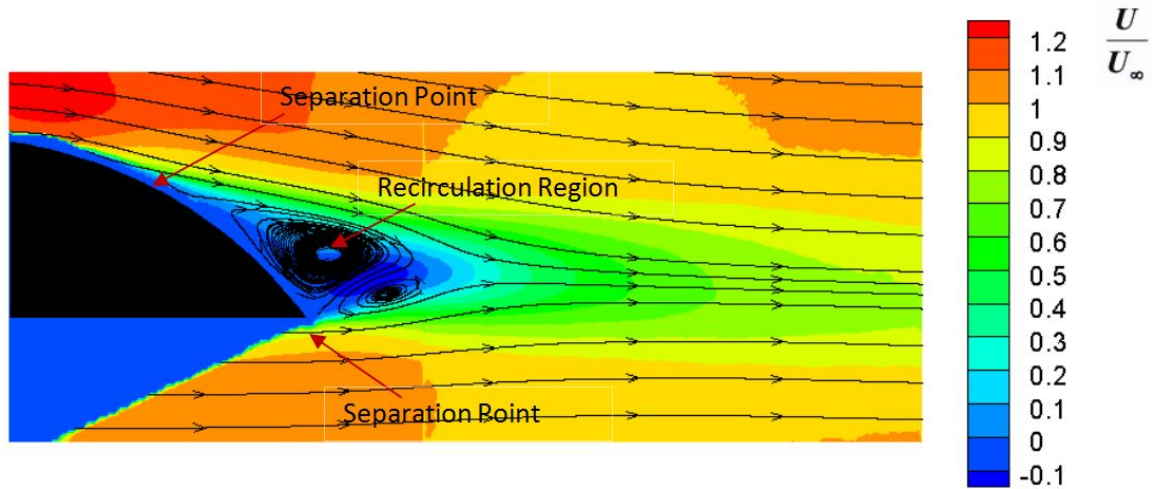 Separation Point
Recirculation Region
Separation Point
U
U∞
1.2
1.1
1
0.9
0.8
0.7
0.6
0.5
0.4
0.3
0.2
0.1
0
-0.1